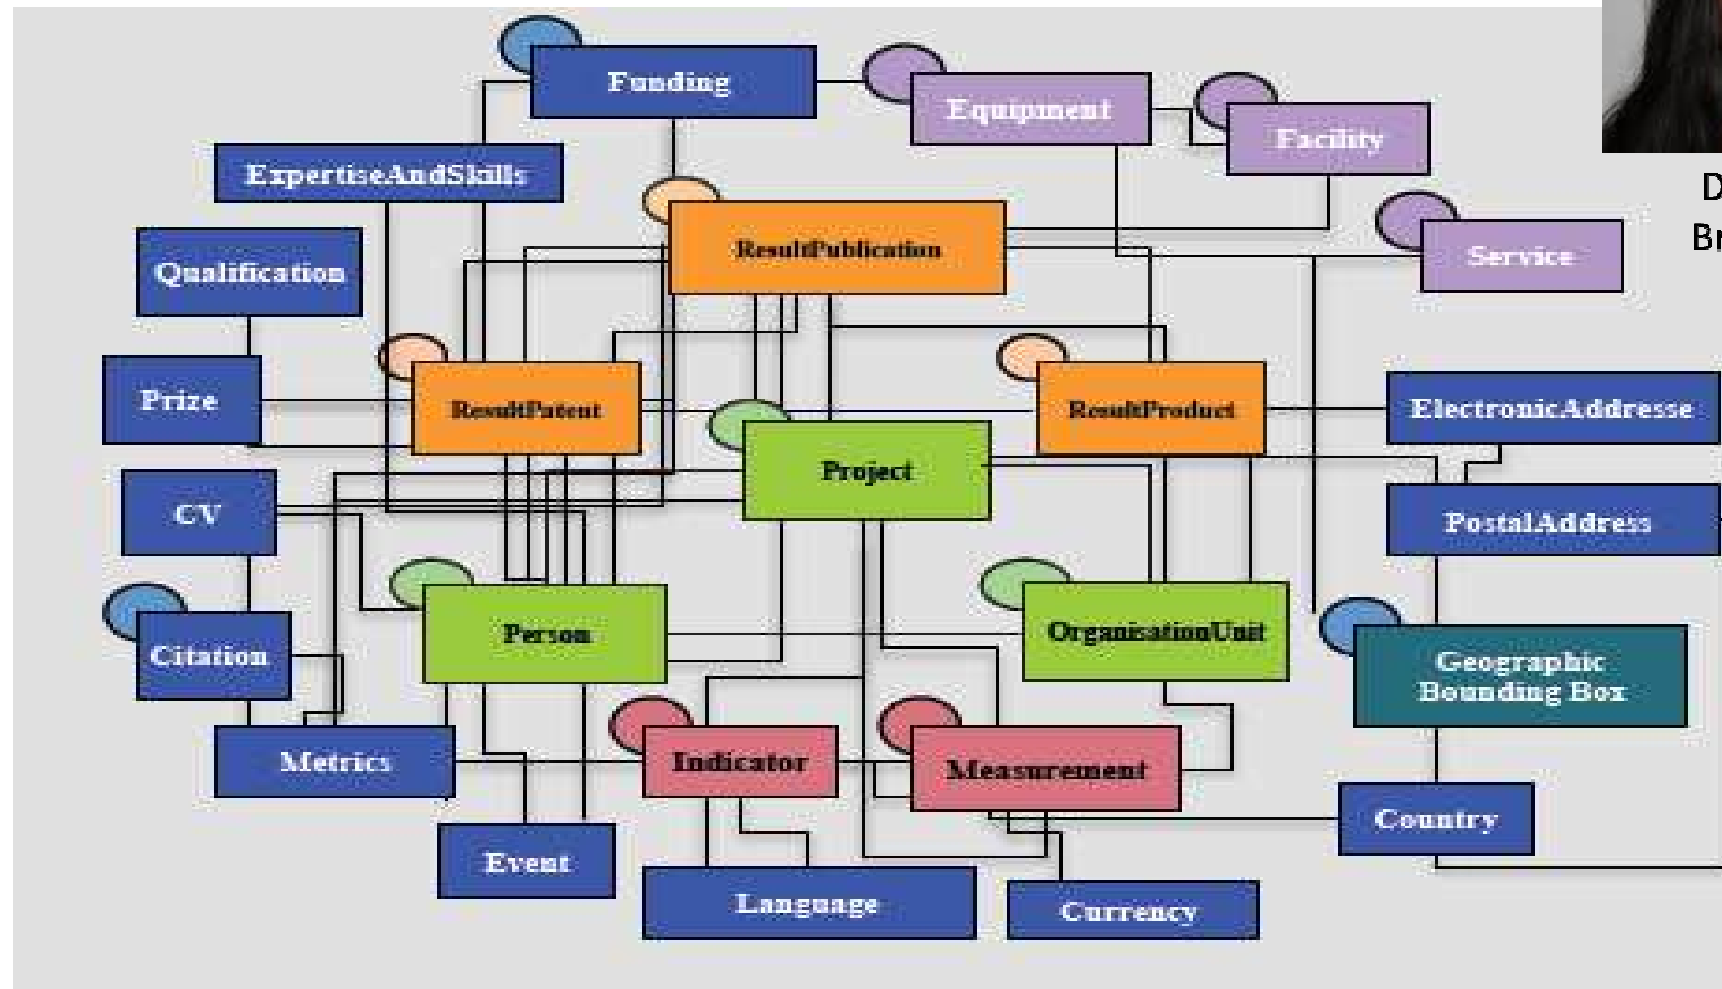 Funding
Equipment
Facility
ExpertiseAndSkills
D
Br
ResultPublication
Service
Qualification
Prize
ResultPatent
ResultProduct
ElectronicAddresse
Project
CV
PostalAddress
Person
OrganisationUnit
Citation
Geographic
Bounding Box
Metrics
Indicator
Measurement
Country
Event
Language
Currency